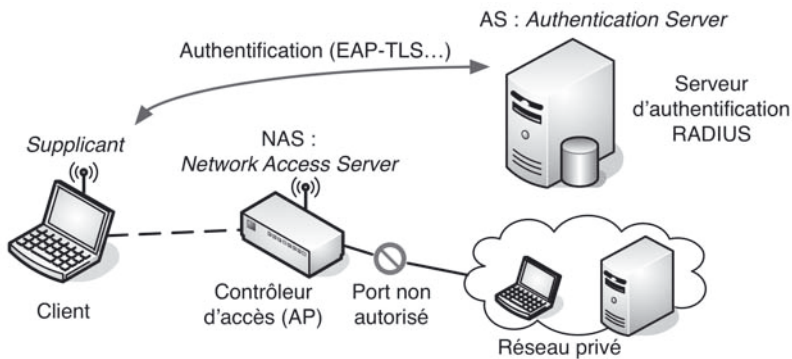 AS : Authentication Server
Authentification (EAP-TLS…)
Serveur
d'authentification
RADIUS
Supplicant
NAS :
Network Access Server
Client
Contrôleur
d'accès (AP)
Port non
autorisé
Réseau privé